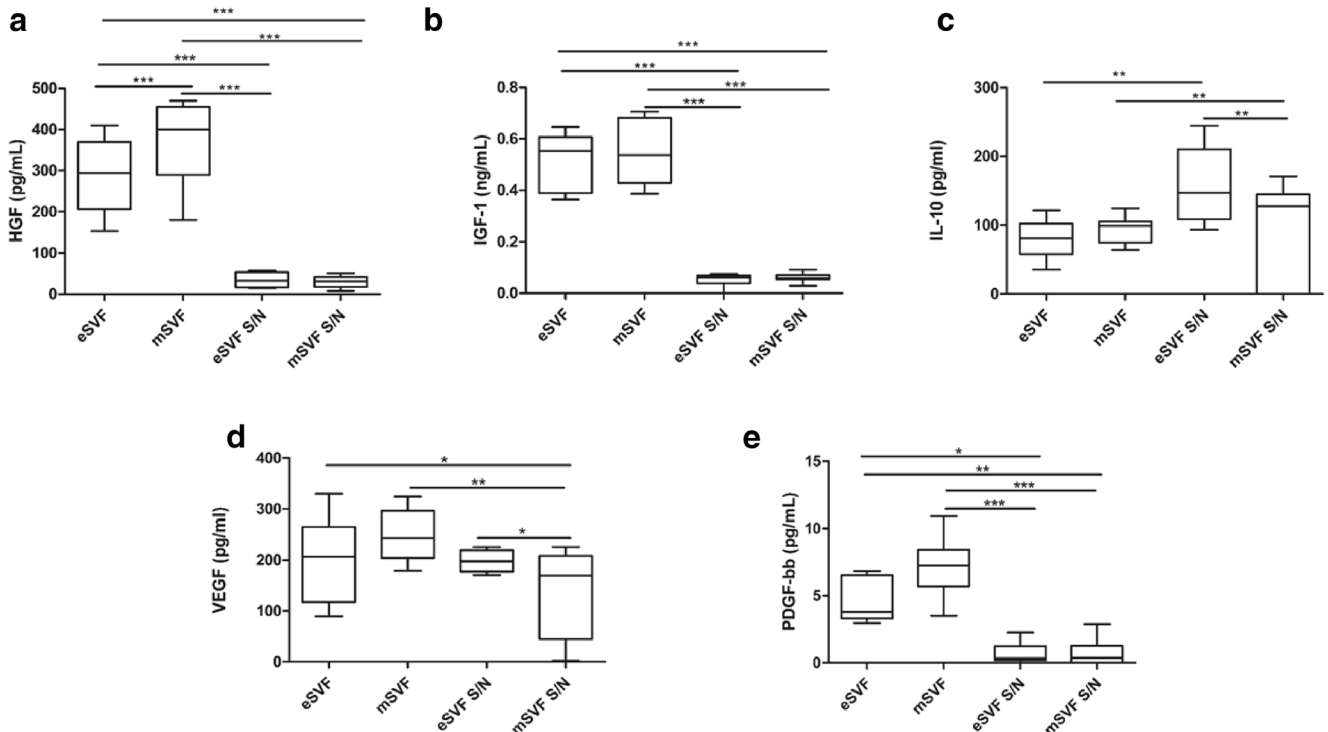 a
***
***
***
***
***
HGF (pg/mL)
500
400
300
200
100
0
eSVF
mSVF
eSVF S/N
mSVF S/N
b
***
***
***
***
IGF-1 (ng/mL)
0.8
0.6
0.4
0.2
0.0
eSVF
mSVF
eSVF S/N
mSVF S/N
c
**
**
**
IL-10 (pg/ml)
300
200
100
0
eSVF
mSVF
eSVF S/N
mSVF S/N
d
*
**
*
VEGF (pg/ml)
400
300
200
100
0
eSVF
mSVF
eSVF S/N
mSVF S/N
e
*
**
***
***
PDGF-bb (pg/mL)
15
10
5
0
eSVF
mSVF
eSVF S/N
mSVF S/N